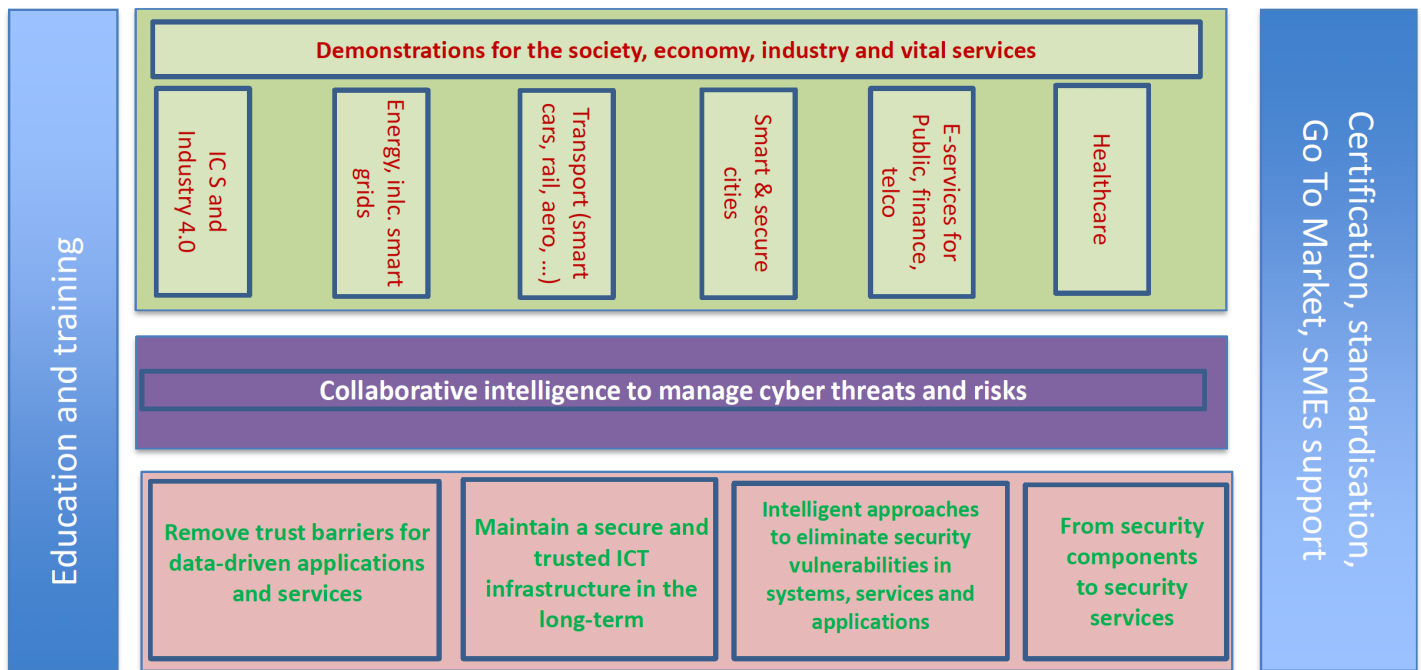 Education and training
Demonstrations for the society, economy, industry and vital services
IC S and
Industry 4.0
Energy, inlc. smart
grids
Transport (smart
cars, rail, aero, ...)
Smart & secure
cities
E-services for
Public, finance,
telco
Healthcare
Collaborative intelligence to manage cyber threats and risks
Remove trust barriers for
data-driven applications
and services
Maintain a secure and
trusted ICT
infrastructure in the
long-term
Intelligent approaches
to eliminate security
vulnerabilities in
systems, services and
applications
From security
components
to security
services
Certification, standardisation,
Go To Market, SMEs support